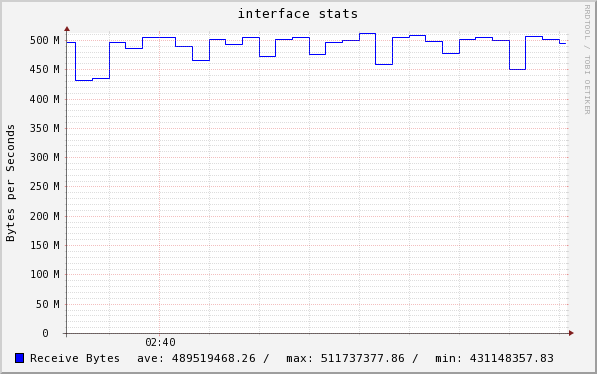 interface stats
RRDTOOL / TOBI OETIKER
Bytes per Seconds
500 M
450 M
400 M
350 M
300 M
250 M
200 M
150 M
100 M
50 M
0
02:40
Receive Bytes ave: 489519468.26 / max: 511737377.86 / min: 431148357.83